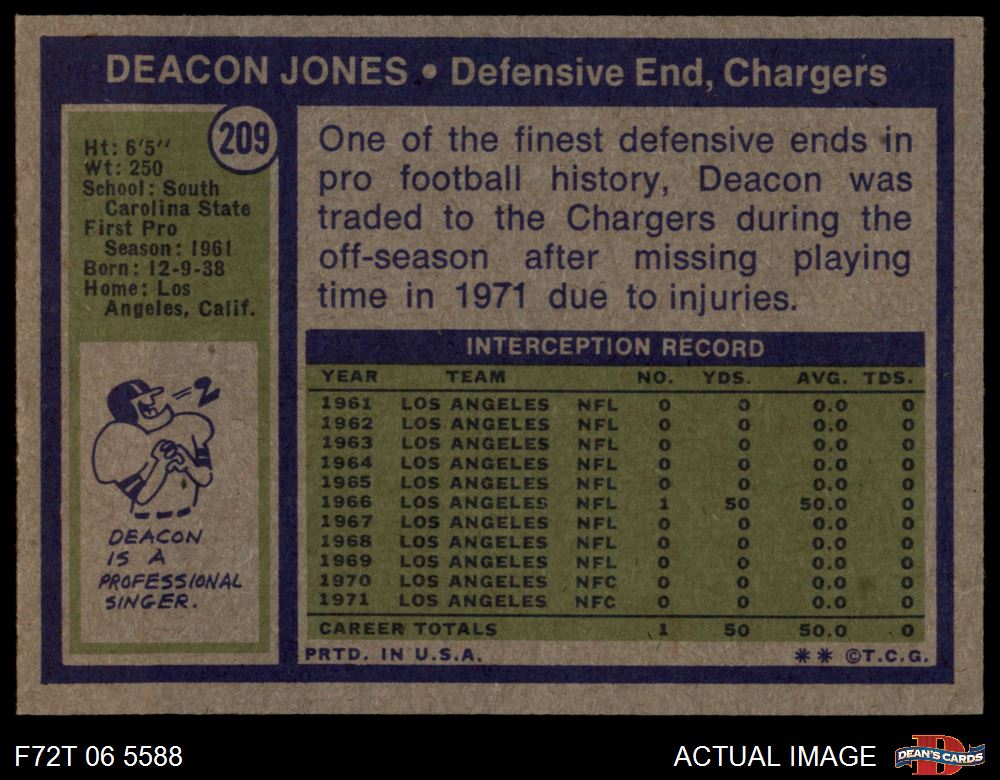 DEACON JONES • Defensive End, Chargers
209
Ht: 6'5"
Wt: 250
School: South
Carolina State
First Pro
Season: 1961
Born: 12-9-38
Home: Los
Angeles, Calif.
DEACON
IS A
PROFESSIONAL
SINGER.
One of the finest defensive ends in
pro football history, Deacon was
traded to the Chargers during the
off-season after missing playing
time in 1971 due to injuries.
INTERCEPTION RECORD
YEAR TEAM NO. YDS. AVG. TDS.
1961 LOS ANGELES NFL 0 0 0.0 0
1962 LOS ANGELES NFL 0 0 0.0 0
1963 LOS ANGELES NFL 0 0 0.0 0
1964 LOS ANGELES NFL 0 0 0.0 0
1965 LOS ANGELES NFL 0 0 0.0 0
1966 LOS ANGELES NFL 1 50 50.0 0
1967 LOS ANGELES NFL 0 0 0.0 0
1968 LOS ANGELES NFL 0 0 0.0 0
1969 LOS ANGELES NFL 0 0 0.0 0
1970 LOS ANGELES NFC 0 0 0.0 0
1971 LOS ANGELES NFC 0 0 0.0 0
CAREER TOTALS 1 50 50.0 0
PRTD. IN U.S.A. ** ©T.C.G.
F72T 06 5588
ACTUAL IMAGE
D
DEAN'S CARDS